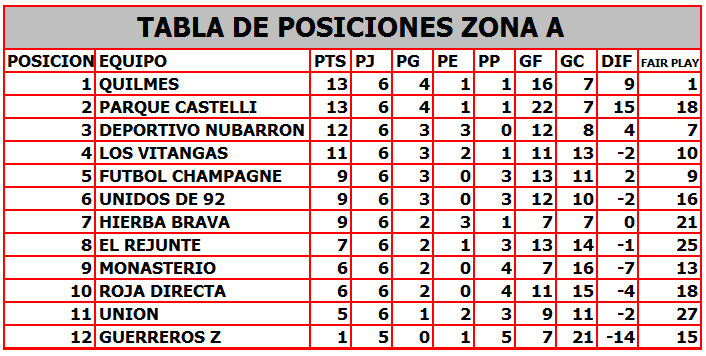 TABLA DE POSICIONES ZONA A
POSICION EQUIPO PTS PJ PG PE PP GF GC DIF FAIR PLAY
1 QUILMES 13 6 4 1 1 16 7 9 1
2 PARQUE CASTELLI 13 6 4 1 1 22 7 15 18
3 DEPORTIVO NUBARRON 12 6 3 3 0 12 8 4 7
4 LOS VITANGAS 11 6 3 2 1 11 13 -2 10
5 FUTBOL CHAMPAGNE 9 6 3 0 3 13 11 2 9
6 UNIDOS DE 92 9 6 3 0 3 12 10 -2 16
7 HIERBA BRAVA 9 6 2 3 1 7 7 0 21
8 EL REJUNTE 7 6 2 1 3 13 14 -1 25
9 MONASTERIO 6 6 2 0 4 7 16 -7 13
10 ROJA DIRECTA 6 6 2 0 4 11 15 -4 18
11 UNION 5 6 1 2 3 9 11 -2 27
12 GUERREROS Z 1 5 0 1 5 7 21 -14 15